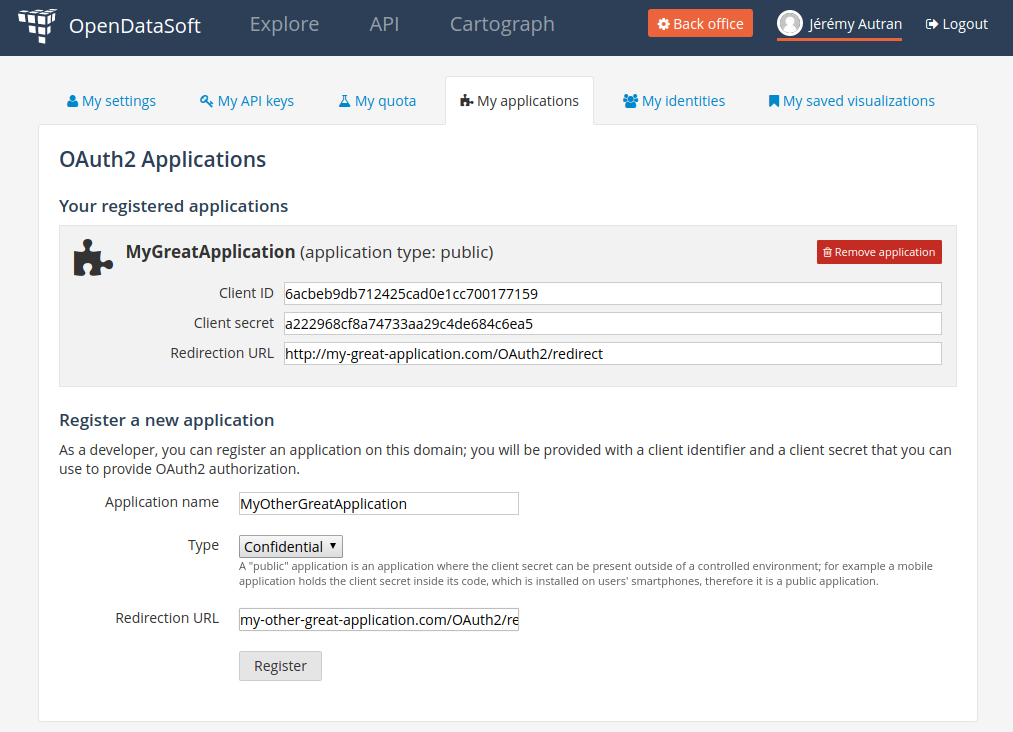 OpenDataSoft Explore API Cartograph Back office Jérémy Autran Logout
My settings My API keys My quota My applications My identities My saved visualizations
OAuth2 Applications
Your registered applications
MyGreatApplication (application type: public) Remove application
Client ID 6acbeb9db712425cad0e1cc700177159
Client secret a222968cf8a74733aa29c4de684c6ea5
Redirection URL http://my-great-application.com/OAuth2/redirect
Register a new application
As a developer, you can register an application on this domain; you will be provided with a client identifier and a client secret that you can
use to provide OAuth2 authorization.
Application name MyOtherGreatApplication
Type Confidential
A "public" application is an application where the client secret can be present outside of a controlled environment; for example a mobile
application holds the client secret inside its code, which is installed on users' smartphones, therefore it is a public application.
Redirection URL my-other-great-application.com/OAuth2/re
Register